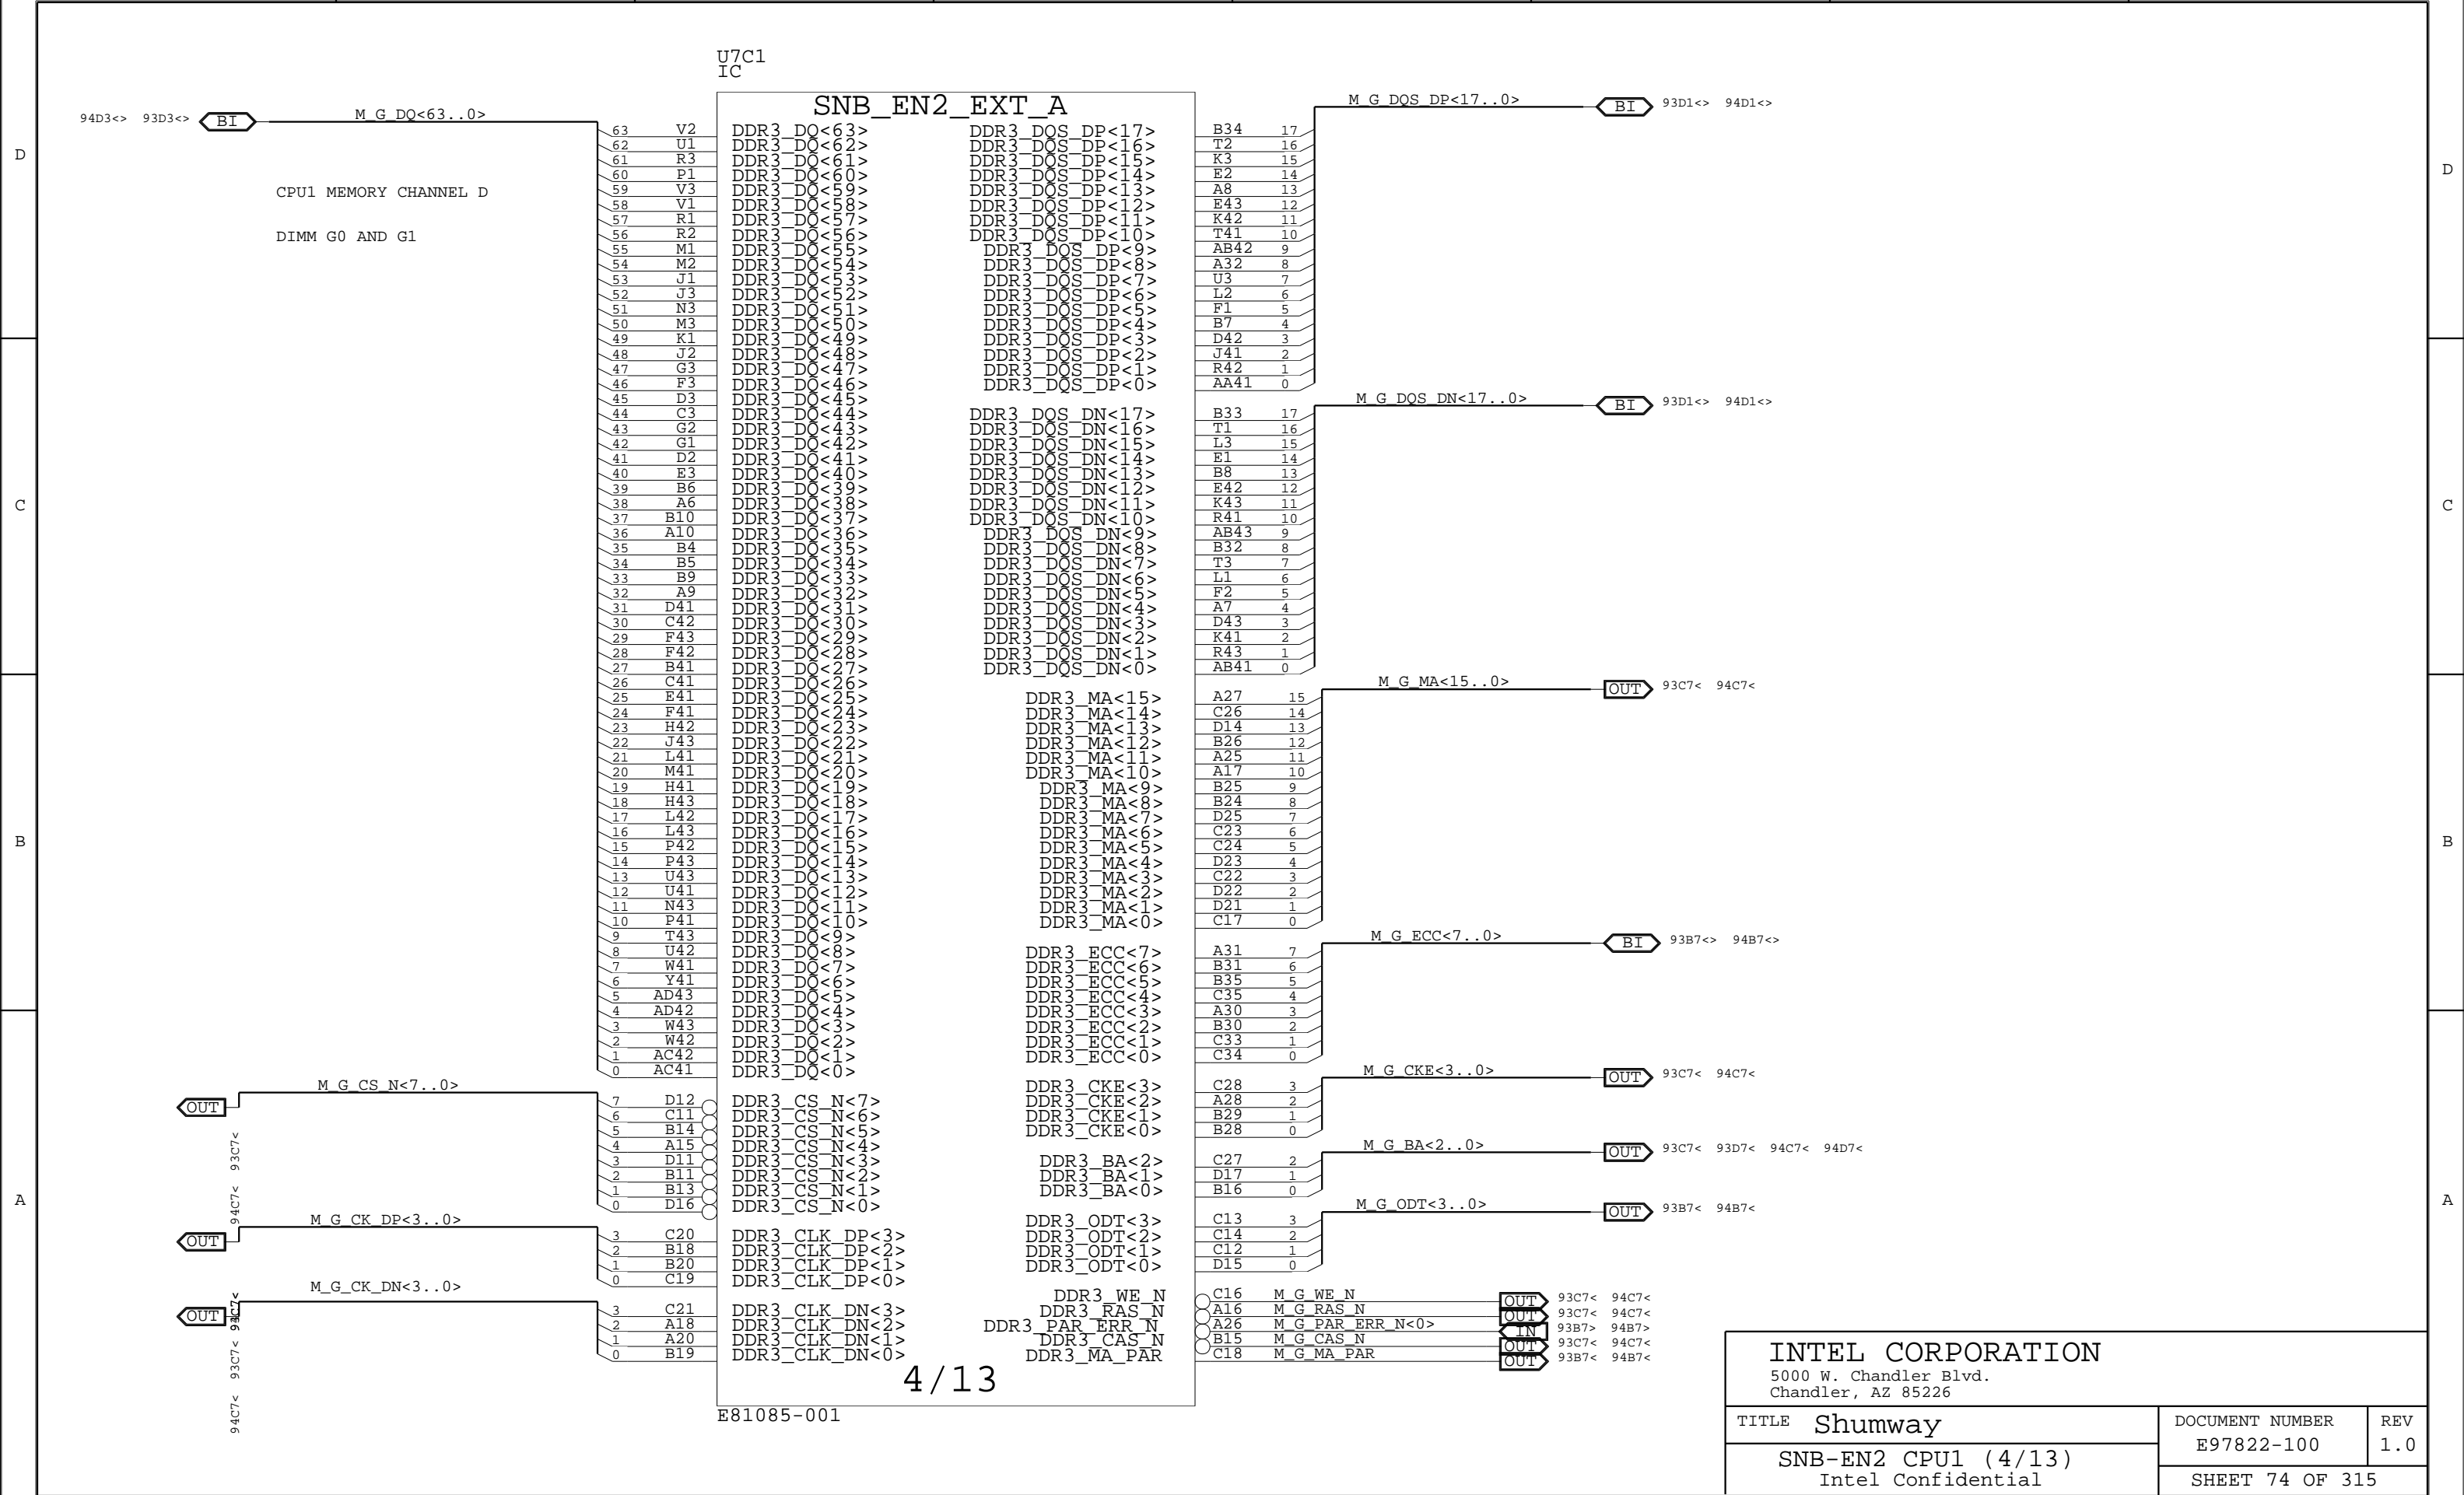 U7C1
IC
SNB_EN2_EXT_A
94D3<> 93D3<> BI M_G_DQ<63..0>
CPU1 MEMORY CHANNEL D
DIMM G0 AND G1
63 V2 DDR3_DQ<63>
62 U1 DDR3_DQ<62>
61 R3 DDR3_DQ<61>
60 P1 DDR3_DQ<60>
59 V3 DDR3_DQ<59>
58 V1 DDR3_DQ<58>
57 R1 DDR3_DQ<57>
56 R2 DDR3_DQ<56>
55 M1 DDR3_DQ<55>
54 M2 DDR3_DQ<54>
53 J1 DDR3_DQ<53>
52 J3 DDR3_DQ<52>
51 N3 DDR3_DQ<51>
50 M3 DDR3_DQ<50>
49 K1 DDR3_DQ<49>
48 J2 DDR3_DQ<48>
47 G3 DDR3_DQ<47>
46 F3 DDR3_DQ<46>
45 D3 DDR3_DQ<45>
44 C3 DDR3_DQ<44>
43 G2 DDR3_DQ<43>
42 G1 DDR3_DQ<42>
41 D2 DDR3_DQ<41>
40 E3 DDR3_DQ<40>
39 B6 DDR3_DQ<39>
38 A6 DDR3_DQ<38>
37 B10 DDR3_DQ<37>
36 A10 DDR3_DQ<36>
35 B4 DDR3_DQ<35>
34 B5 DDR3_DQ<34>
33 B9 DDR3_DQ<33>
32 A9 DDR3_DQ<32>
31 D41 DDR3_DQ<31>
30 C42 DDR3_DQ<30>
29 F43 DDR3_DQ<29>
28 F42 DDR3_DQ<28>
27 B41 DDR3_DQ<27>
26 C41 DDR3_DQ<26>
25 E41 DDR3_DQ<25>
24 F41 DDR3_DQ<24>
23 H42 DDR3_DQ<23>
22 J43 DDR3_DQ<22>
21 L41 DDR3_DQ<21>
20 M41 DDR3_DQ<20>
19 H41 DDR3_DQ<19>
18 H43 DDR3_DQ<18>
17 L42 DDR3_DQ<17>
16 L43 DDR3_DQ<16>
15 P42 DDR3_DQ<15>
14 P43 DDR3_DQ<14>
13 U43 DDR3_DQ<13>
12 U41 DDR3_DQ<12>
11 N43 DDR3_DQ<11>
10 P41 DDR3_DQ<10>
9 T43 DDR3_DQ<9>
8 U42 DDR3_DQ<8>
7 W41 DDR3_DQ<7>
6 Y41 DDR3_DQ<6>
5 AD43 DDR3_DQ<5>
4 AD42 DDR3_DQ<4>
3 W43 DDR3_DQ<3>
2 W42 DDR3_DQ<2>
1 AC42 DDR3_DQ<1>
0 AC41 DDR3_DQ<0>
OUT M_G_CS_N<7..0>
94C7< 93C7<
7 D12 DDR3_CS_N<7>
6 C11 DDR3_CS_N<6>
5 B14 DDR3_CS_N<5>
4 A15 DDR3_CS_N<4>
3 D11 DDR3_CS_N<3>
2 B11 DDR3_CS_N<2>
1 B13 DDR3_CS_N<1>
0 D16 DDR3_CS_N<0>
OUT M_G_CK_DP<3..0>
3 C20 DDR3_CLK_DP<3>
2 B18 DDR3_CLK_DP<2>
1 B20 DDR3_CLK_DP<1>
0 C19 DDR3_CLK_DP<0>
OUT M_G_CK_DN<3..0>
94C7< 93C7<
3 C21 DDR3_CLK_DN<3>
2 A18 DDR3_CLK_DN<2>
1 A20 DDR3_CLK_DN<1>
0 B19 DDR3_CLK_DN<0>
M_G_DQS_DP<17..0> BI 93D1<> 94D1<>
DDR3_DQS_DP<17> B34 17
DDR3_DQS_DP<16> T2 16
DDR3_DQS_DP<15> K3 15
DDR3_DQS_DP<14> E2 14
DDR3_DQS_DP<13> A8 13
DDR3_DQS_DP<12> E43 12
DDR3_DQS_DP<11> K42 11
DDR3_DQS_DP<10> T41 10
DDR3_DQS_DP<9> AB42 9
DDR3_DQS_DP<8> A32 8
DDR3_DQS_DP<7> U3 7
DDR3_DQS_DP<6> L2 6
DDR3_DQS_DP<5> F1 5
DDR3_DQS_DP<4> B7 4
DDR3_DQS_DP<3> D42 3
DDR3_DQS_DP<2> J41 2
DDR3_DQS_DP<1> R42 1
DDR3_DQS_DP<0> AA41 0
M_G_DQS_DN<17..0> BI 93D1<> 94D1<>
DDR3_DQS_DN<17> B33 17
DDR3_DQS_DN<16> T1 16
DDR3_DQS_DN<15> L3 15
DDR3_DQS_DN<14> E1 14
DDR3_DQS_DN<13> B8 13
DDR3_DQS_DN<12> E42 12
DDR3_DQS_DN<11> K43 11
DDR3_DQS_DN<10> R41 10
DDR3_DQS_DN<9> AB43 9
DDR3_DQS_DN<8> B32 8
DDR3_DQS_DN<7> T3 7
DDR3_DQS_DN<6> L1 6
DDR3_DQS_DN<5> F2 5
DDR3_DQS_DN<4> A7 4
DDR3_DQS_DN<3> D43 3
DDR3_DQS_DN<2> K41 2
DDR3_DQS_DN<1> R43 1
DDR3_DQS_DN<0> AB41 0
M_G_MA<15..0> OUT 93C7< 94C7<
DDR3_MA<15> A27 15
DDR3_MA<14> C26 14
DDR3_MA<13> D14 13
DDR3_MA<12> B26 12
DDR3_MA<11> A25 11
DDR3_MA<10> A17 10
DDR3_MA<9> B25 9
DDR3_MA<8> B24 8
DDR3_MA<7> D25 7
DDR3_MA<6> C23 6
DDR3_MA<5> C24 5
DDR3_MA<4> D23 4
DDR3_MA<3> C22 3
DDR3_MA<2> D22 2
DDR3_MA<1> D21 1
DDR3_MA<0> C17 0
M_G_ECC<7..0> BI 93B7<> 94B7<>
DDR3_ECC<7> A31 7
DDR3_ECC<6> B31 6
DDR3_ECC<5> B35 5
DDR3_ECC<4> C35 4
DDR3_ECC<3> A30 3
DDR3_ECC<2> B30 2
DDR3_ECC<1> C33 1
DDR3_ECC<0> C34 0
M_G_CKE<3..0> OUT 93C7< 94C7<
DDR3_CKE<3> C28 3
DDR3_CKE<2> A28 2
DDR3_CKE<1> B29 1
DDR3_CKE<0> B28 0
M_G_BA<2..0> OUT 93C7< 93D7< 94C7< 94D7<
DDR3_BA<2> C27 2
DDR3_BA<1> D17 1
DDR3_BA<0> B16 0
M_G_ODT<3..0> OUT 93B7< 94B7<
DDR3_ODT<3> C13 3
DDR3_ODT<2> C14 2
DDR3_ODT<1> C12 1
DDR3_ODT<0> D15 0
DDR3_WE_N C16 M_G_WE_N OUT 93C7< 94C7<
DDR3_RAS_N A16 M_G_RAS_N OUT 93C7< 94C7<
DDR3_PAR_ERR_N A26 M_G_PAR_ERR_N<0> IN 93B7> 94B7>
DDR3_CAS_N B15 M_G_CAS_N OUT 93C7< 94C7<
DDR3_MA_PAR C18 M_G_MA_PAR OUT 93B7< 94B7<
4/13
E81085-001
D
C
B
A
D
C
B
A
INTEL CORPORATION
5000 W. Chandler Blvd.
Chandler, AZ 85226
TITLE Shumway
DOCUMENT NUMBER
E97822-100
REV
1.0
SNB-EN2 CPU1 (4/13)
Intel Confidential
SHEET 74 OF 315